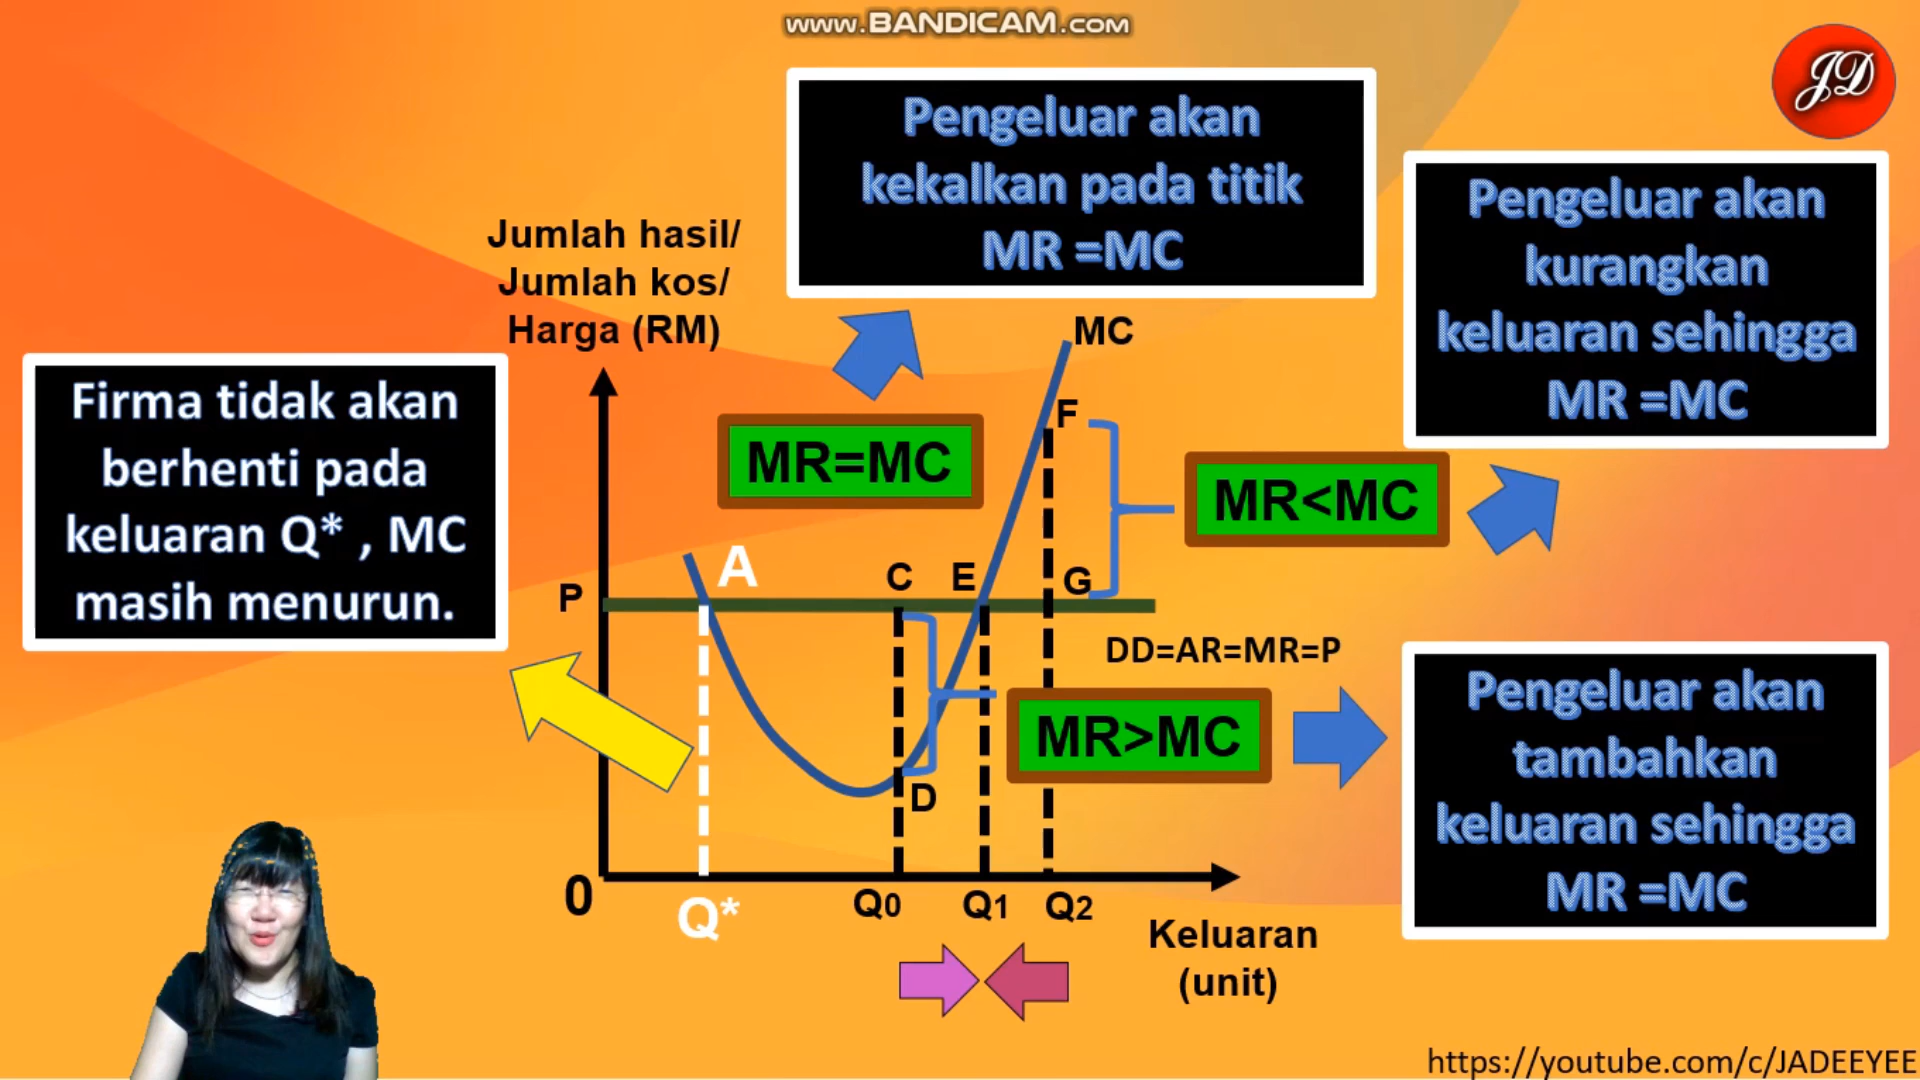 www.BANDICAM.com
JD
Pengeluar akan
kekalkan pada titik
MR =MC
Pengeluar akan
kurangkan
keluaran sehingga
MR =MC
Jumlah hasil/
Jumlah kos/
Harga (RM)
MC
Firma tidak akan
berhenti pada
keluaran Q* , MC
masih menurun.
MR=MC
F
MR<MC
A
C
E
G
P
DD=AR=MR=P
MR>MC
D
Pengeluar akan
tambahkan
keluaran sehingga
MR =MC
0
Q*
Q0
Q1
Q2
Keluaran
(unit)
https://youtube.com/c/JADEEYEE